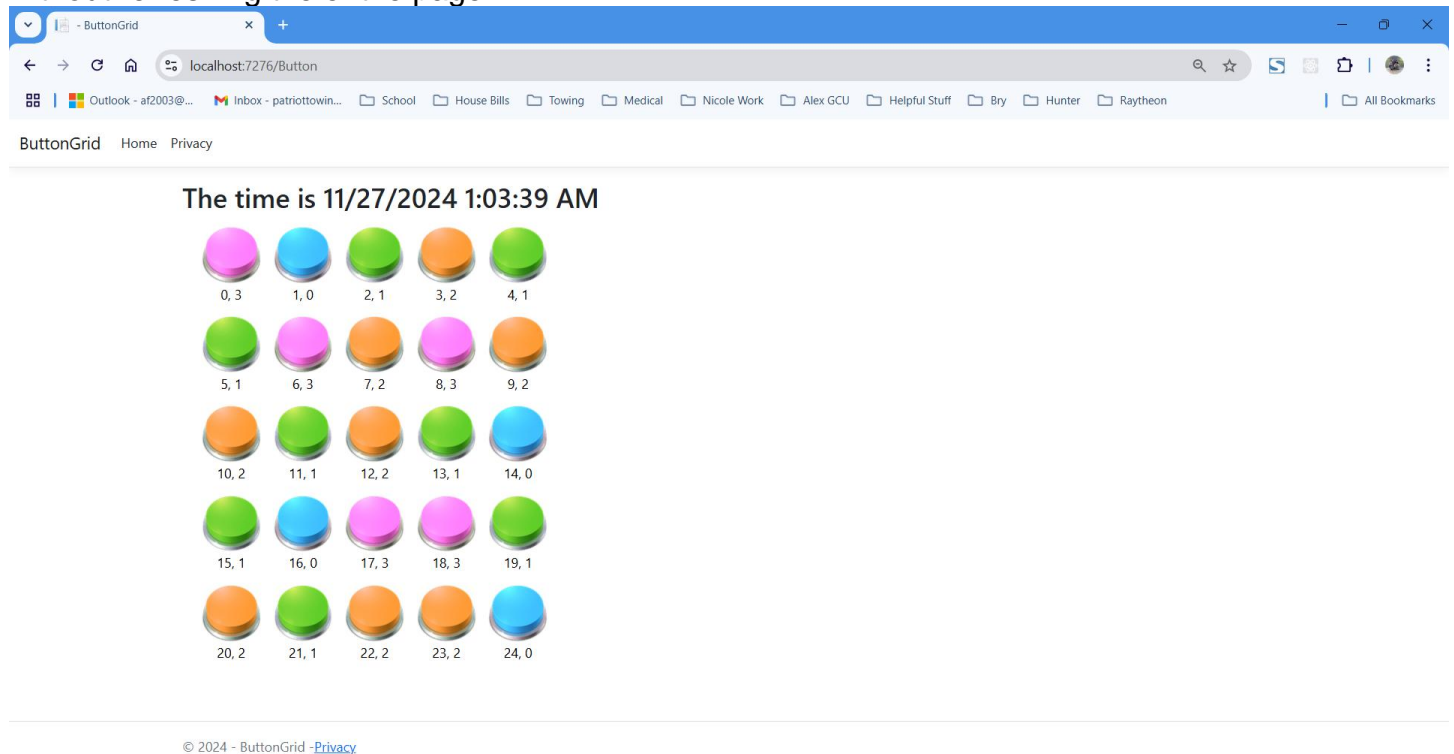 - ButtonGrid
localhost:7276/Button
Outlook - af2003@... Inbox - patriottowin... School House Bills Towing Medical Nicole Work Alex GCU Helpful Stuff Bry Hunter Raytheon All Bookmarks
ButtonGrid Home Privacy
The time is 11/27/2024 1:03:39 AM
0, 3 1, 0 2, 1 3, 2 4, 1
5, 1 6, 3 7, 2 8, 3 9, 2
10, 2 11, 1 12, 2 13, 1 14, 0
15, 1 16, 0 17, 3 18, 3 19, 1
20, 2 21, 1 22, 2 23, 2 24, 0
© 2024 - ButtonGrid -Privacy